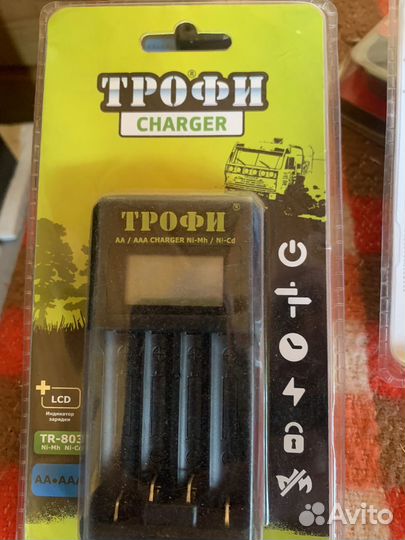 ТРОФИ®
CHARGER
ТРОФИ®
AA / AAA CHARGER Ni-Mh / Ni-Cd
+
LCD
Индикатор
зарядки
TR-803
Ni-Mh Ni-Cd
AA•AAA
Avito